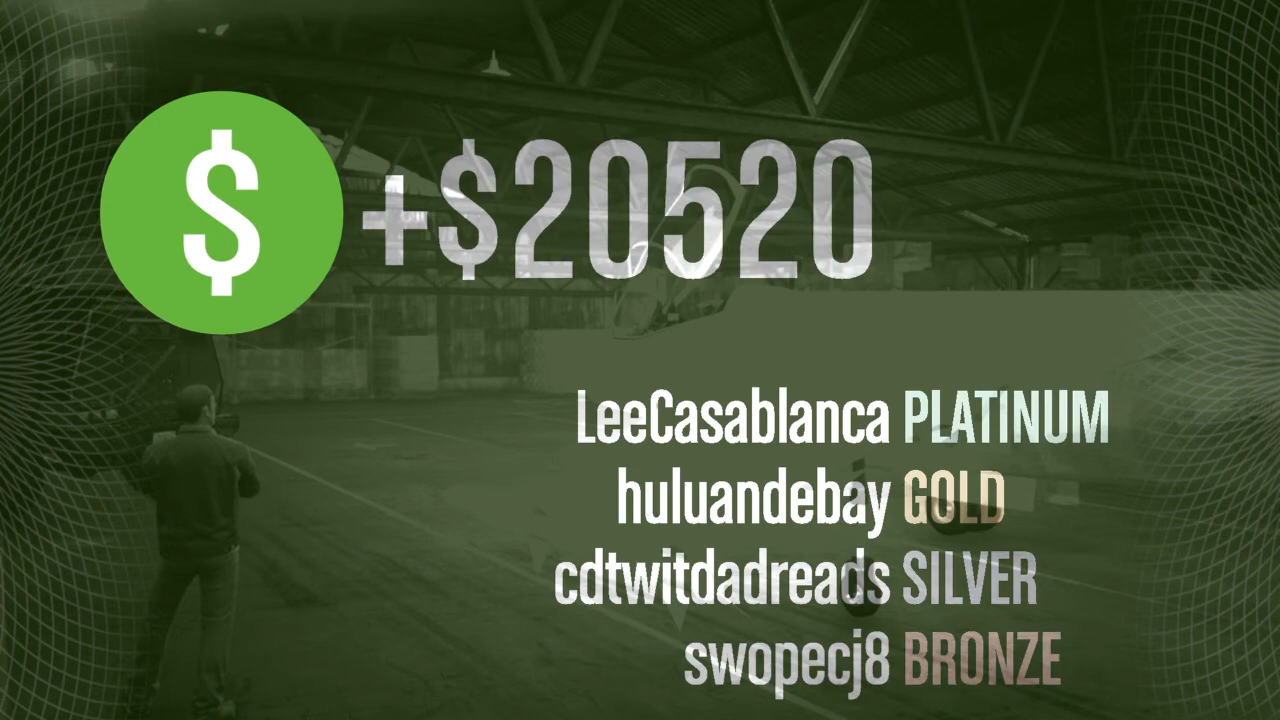 $ +$20520
LeeCasablanca PLATINUM
huluandebay GOLD
cdtwitdadreads SILVER
swopecj8 BRONZE